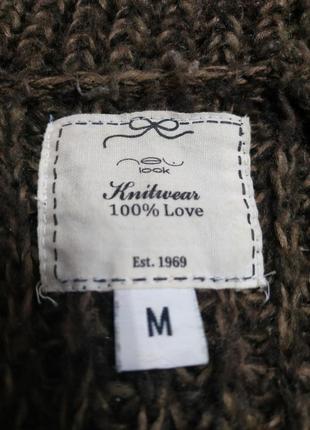 new
look
Knitwear
100% Love
Est. 1969
M